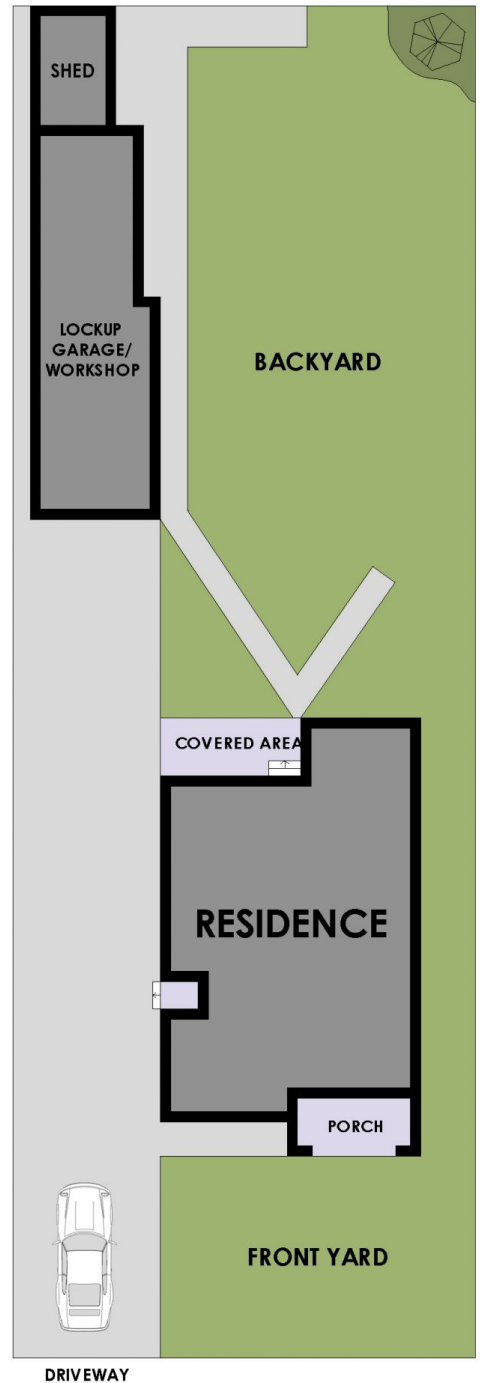 SHED
LOCKUP
GARAGE/
WORKSHOP
BACKYARD
COVERED AREA
RESIDENCE
PORCH
FRONT YARD
DRIVEWAY